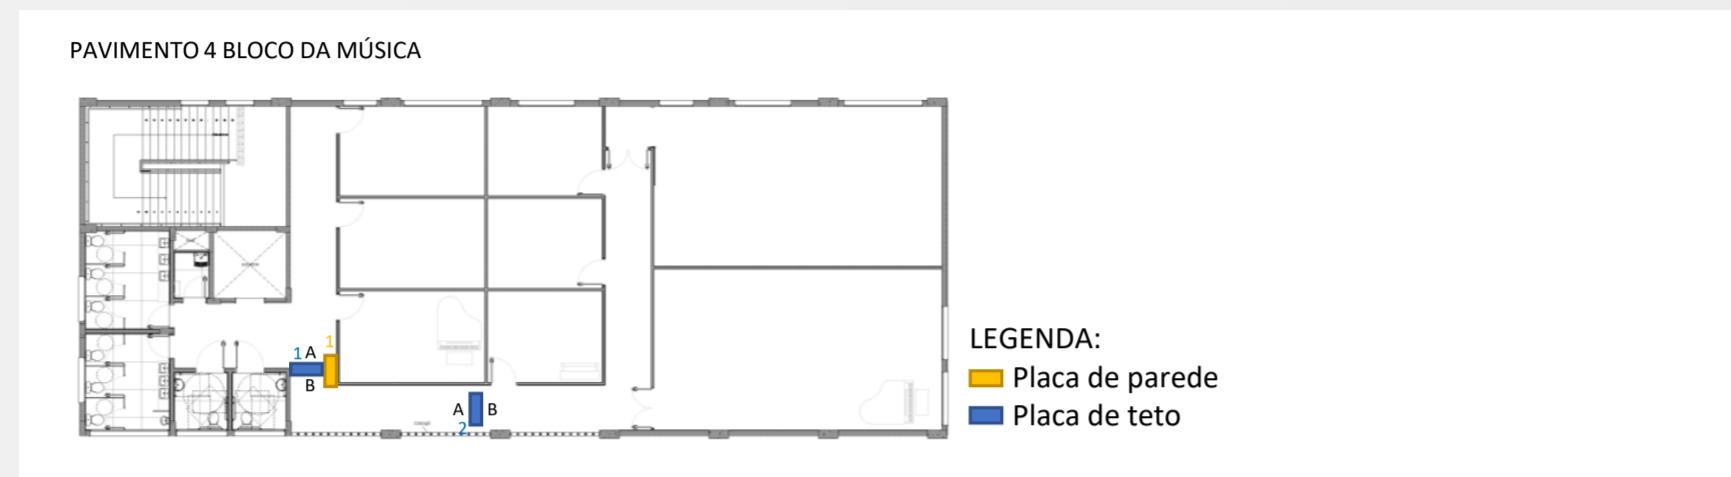 PAVIMENTO 4 BLOCO DA MÚSICA
1
1 A
B
A B
2
LEGENDA:
Placa de parede
Placa de teto